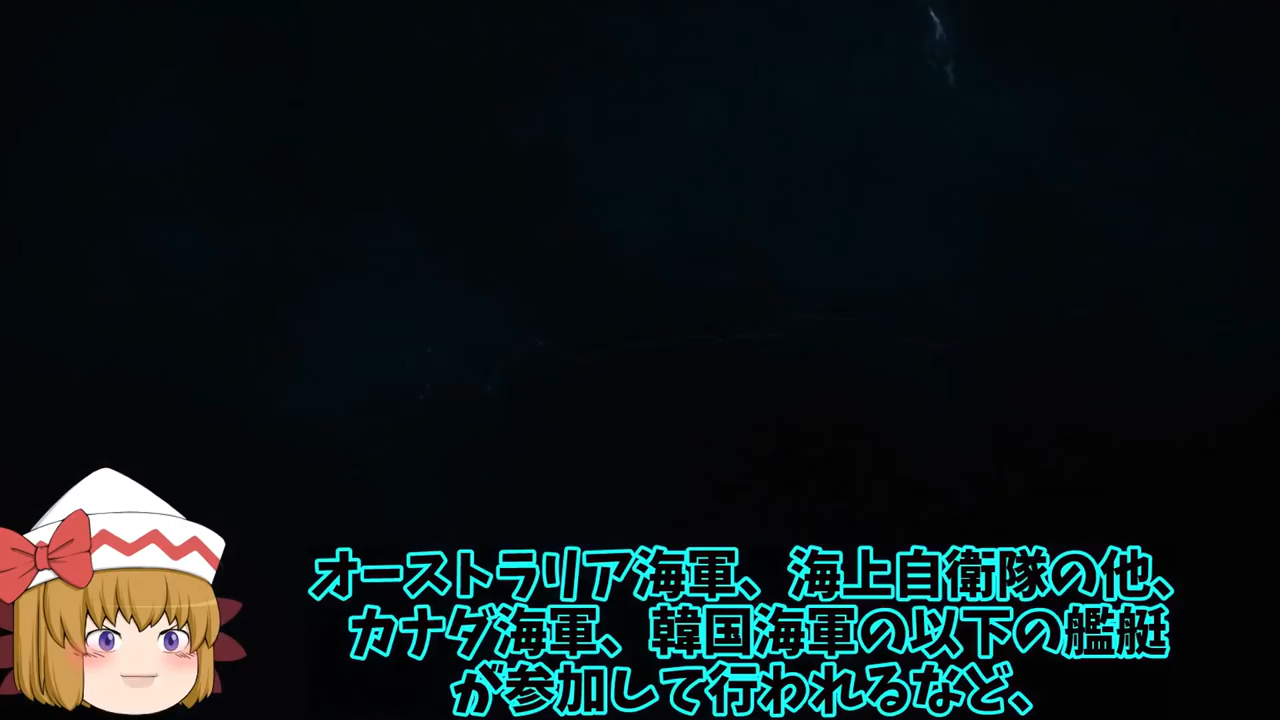 オーストラリア海軍、海上自衛隊の他、
カナダ海軍、韓国海軍の以下の艦艇
が参加して行われるなど、